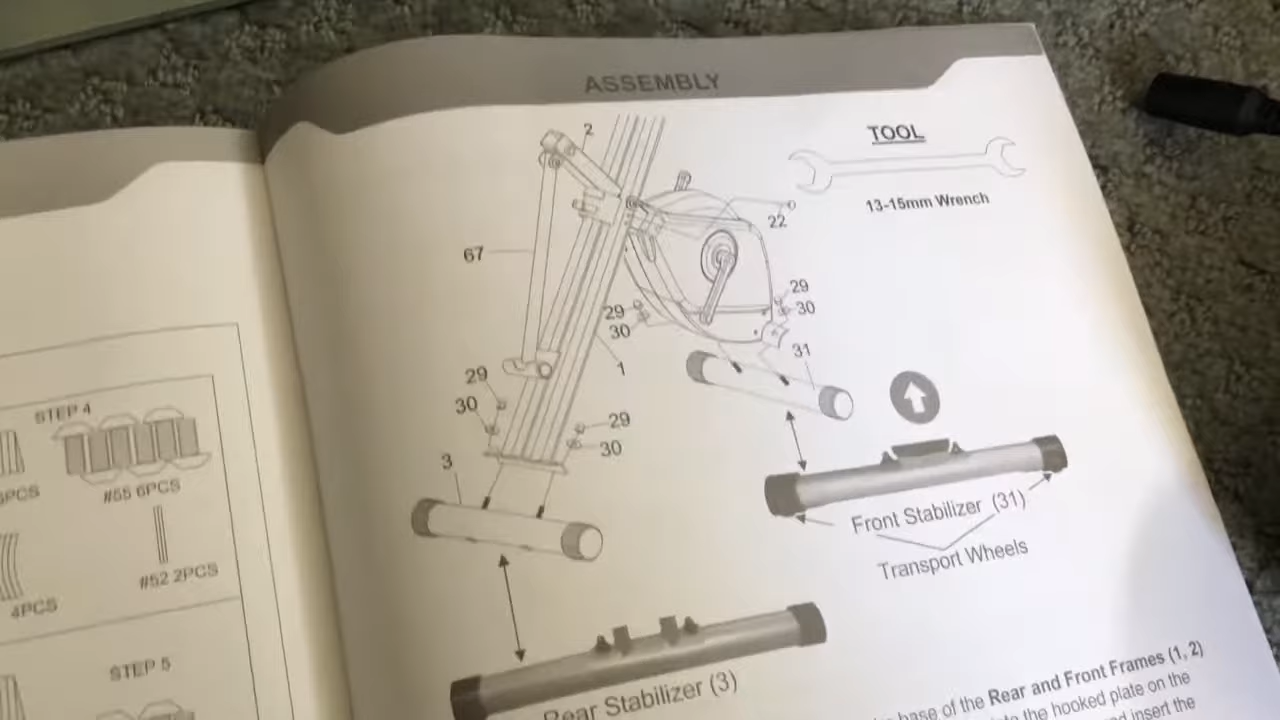 STEP 4
#55 6PCS
#52 2PCS
4PCS
STEP 5
ASSEMBLY
TOOL
13-15mm Wrench
2
22
67
29
30
29
30
31
1
29
30
29
30
3
Front Stabilizer (31)
Transport Wheels
Rear Stabilizer (3)
base of the Rear and Front Frames (1, 2)
the hooked plate on the
insert the